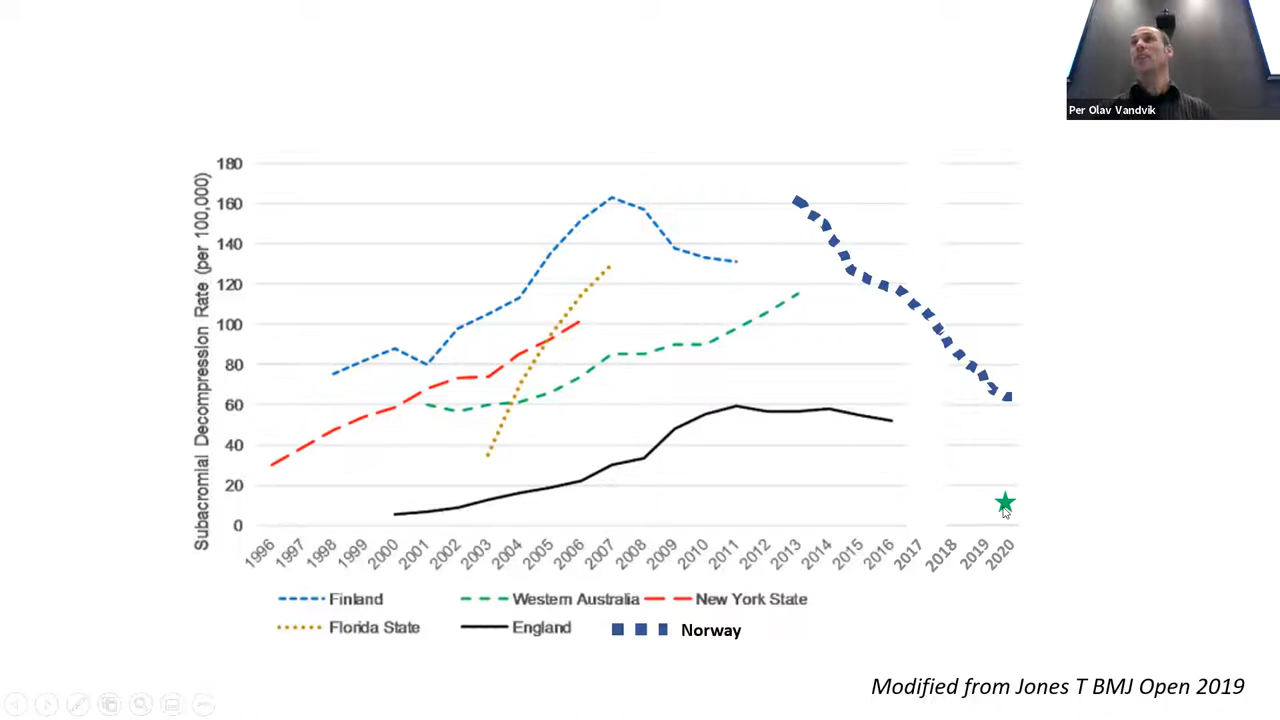 Per Olav Vandvik
Subacromial Decompression Rate (per 100,000)
180
160
140
120
100
80
60
40
20
0
1996 1997 1998 1999 2000 2001 2002 2003 2004 2005 2006 2007 2008 2009 2010 2011 2012 2013 2014 2015 2016 2017 2018 2019 2020
Finland Western Australia New York State
Florida State England Norway
Modified from Jones T BMJ Open 2019